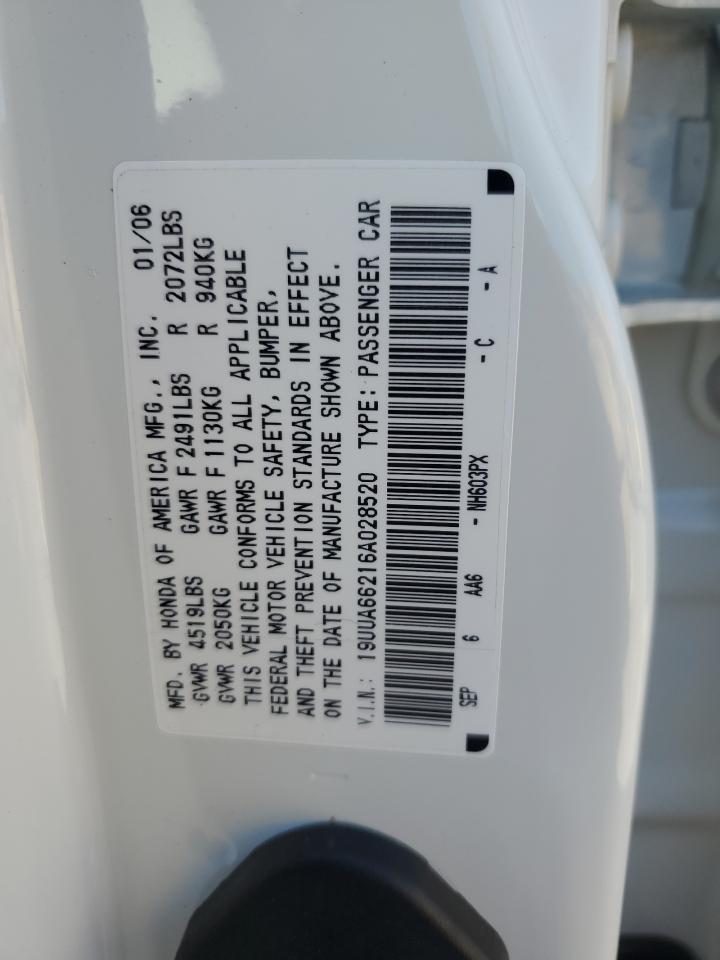 MFD. BY HONDA OF AMERICA MFG., INC. 01/06
GVWR 4519LBS GAWR F 2491LBS R 2072LBS
GVWR 2050KG GAWR F 1130KG R 940KG
THIS VEHICLE CONFORMS TO ALL APPLICABLE
FEDERAL MOTOR VEHICLE SAFETY, BUMPER,
AND THEFT PREVENTION STANDARDS IN EFFECT
ON THE DATE OF MANUFACTURE SHOWN ABOVE.
V.I.N.: 19UUA66216A028520 TYPE: PASSENGER CAR
SEP 6 AA6 - NH603PX - C - A